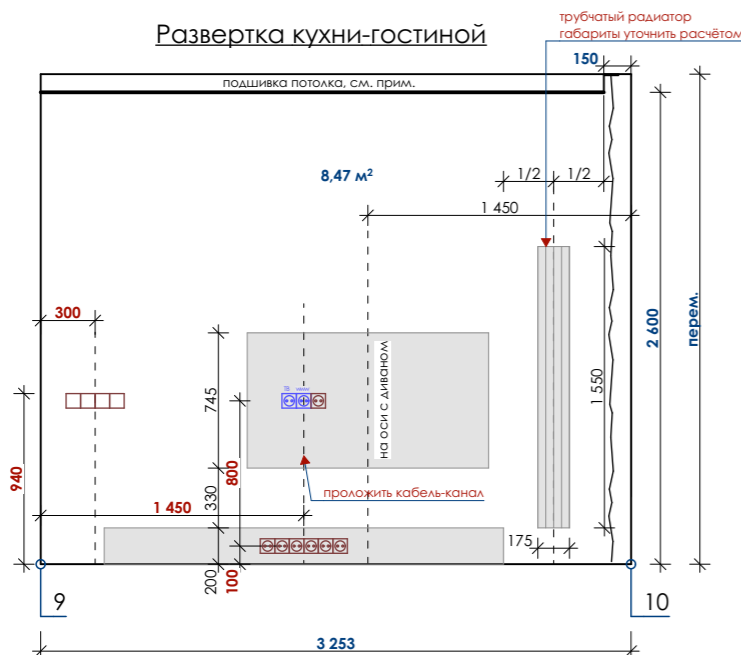 трубчатый радиатор
габариты уточнить расчётом
Развертка кухни-гостиной
150
подшивка потолка, см. прим.
8,47 м²
1/2
1/2
1 450
300
2 600
перем.
745
на оси с диваном
1 550
940
800
330
проложить кабель-канал
1 450
175
200
100
9
10
3 253